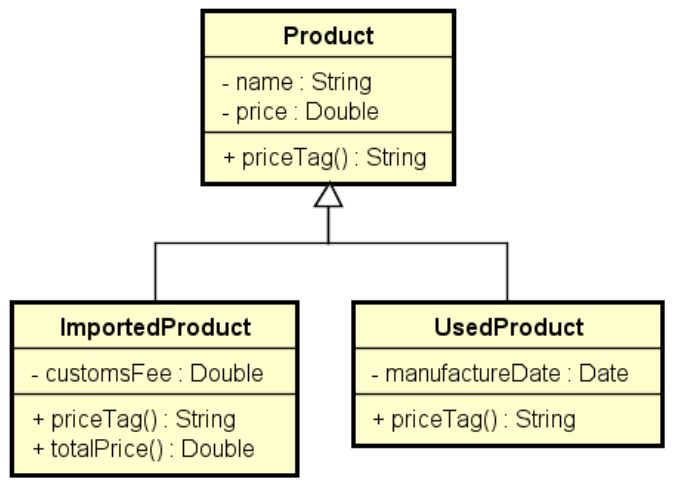 Product
- name : String
- price : Double
+ priceTag() : String
ImportedProduct
- customsFee : Double
+ priceTag() : String
+ totalPrice() : Double
UsedProduct
- manufactureDate : Date
+ priceTag() : String